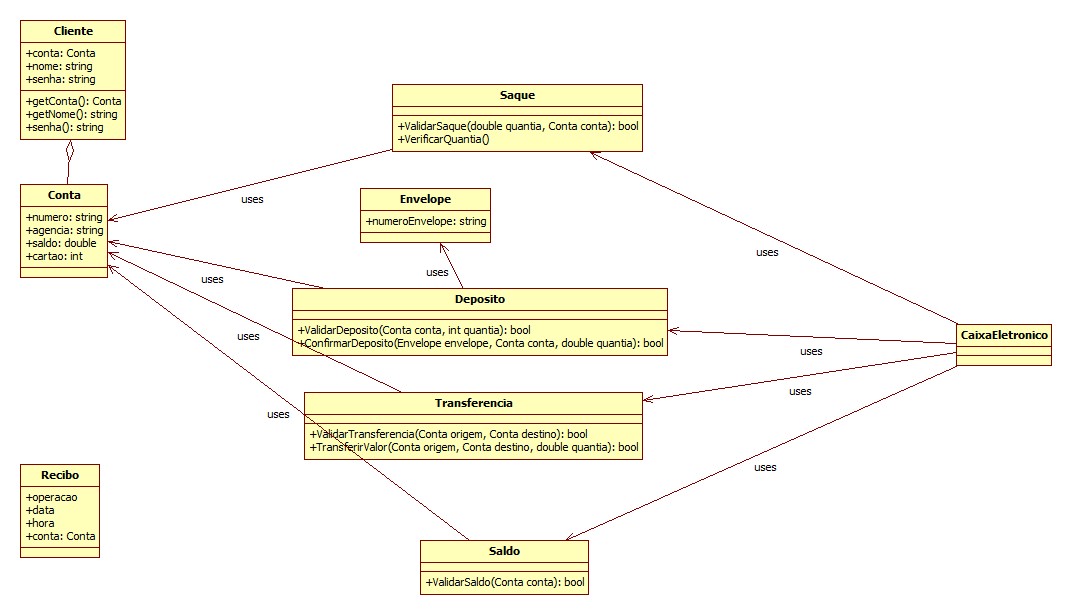 Cliente
+conta: Conta
+nome: string
+senha: string
+getConta(): Conta
+getNome(): string
+senha(): string
Saque
+ValidarSaque(double quantia, Conta conta): bool
+VerificarQuantia()
Conta
+numero: string
+agencia: string
+saldo: double
+cartao: int
uses
Envelope
+numeroEnvelope: string
uses
uses
uses
Deposito
+ValidarDeposito(Conta conta, int quantia): bool
+ConfirmarDeposito(Envelope envelope, Conta conta, double quantia): bool
CaixaEletronico
uses
uses
uses
Transferencia
+ValidarTransferencia(Conta origem, Conta destino): bool
+TransferirValor(Conta origem, Conta destino, double quantia): bool
uses
uses
Recibo
+operacao
+data
+hora
+conta: Conta
Saldo
+ValidarSaldo(Conta conta): bool